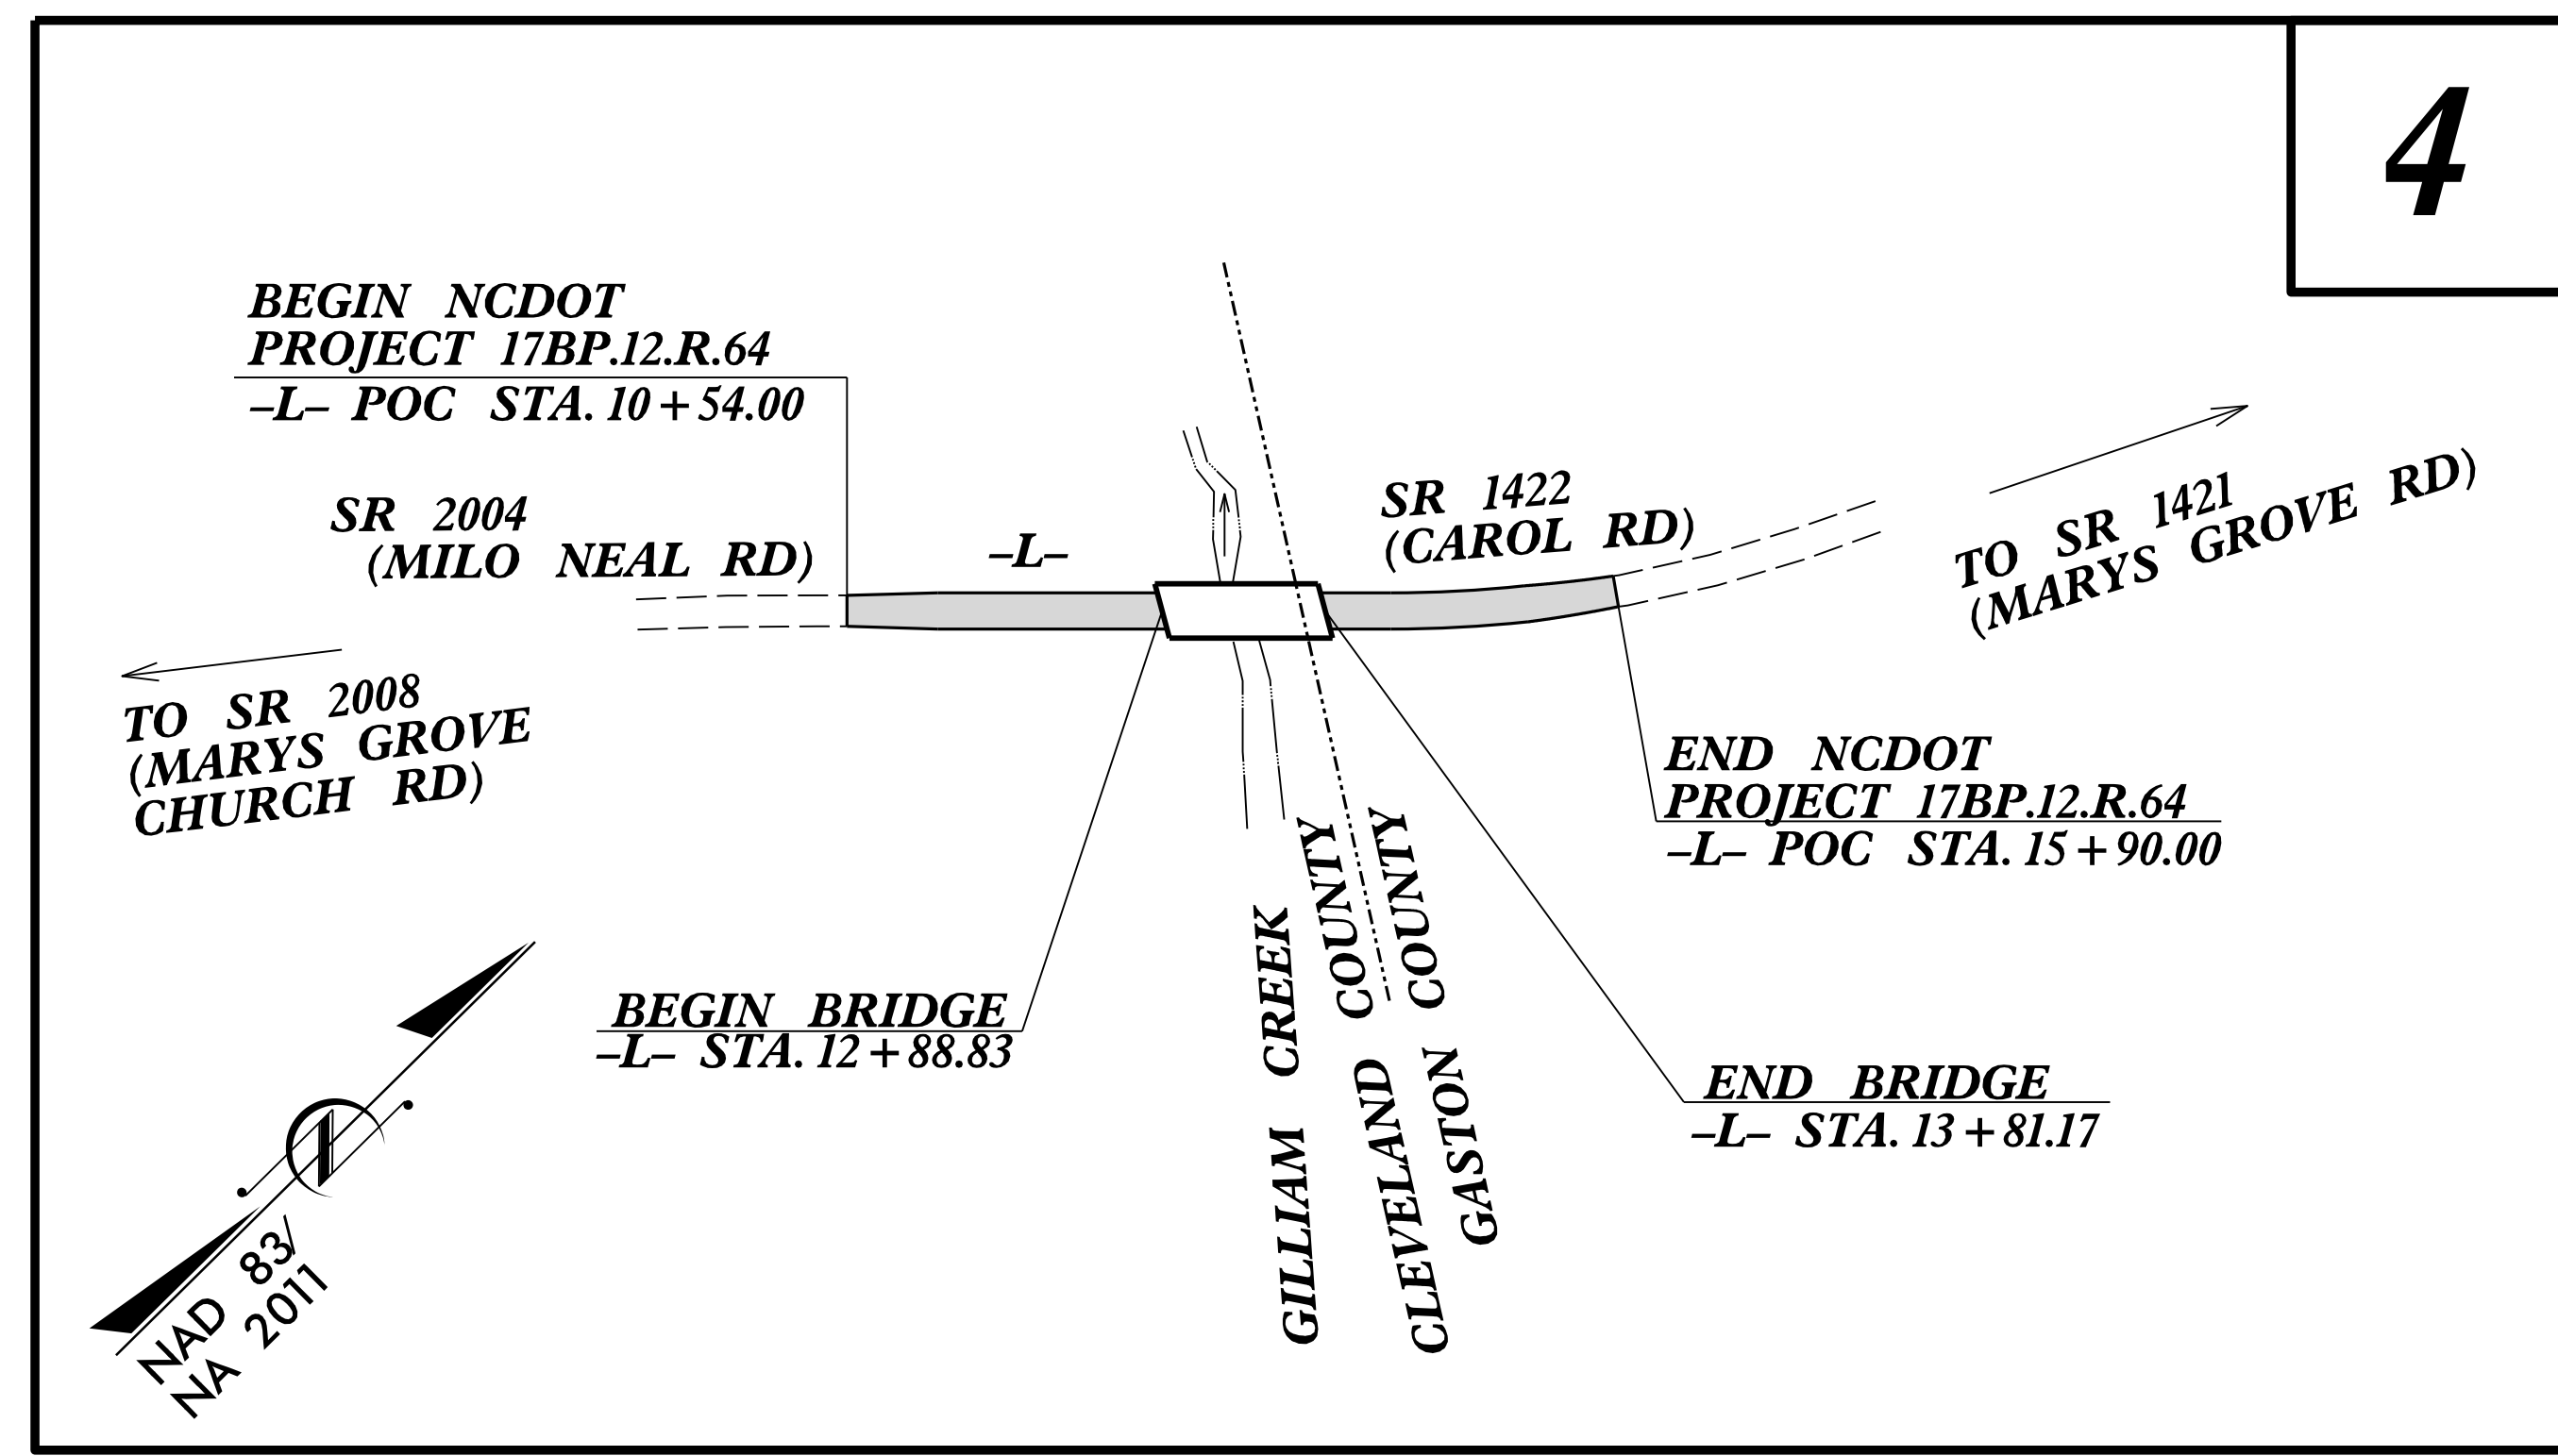 4
BEGIN NCDOT
PROJECT 17BP.12.R.64
–L– POC STA. 10+54.00
SR 2004
(MILO NEAL RD)
–L–
SR 1422
(CAROL RD)
TO SR 1421
(MARYS GROVE RD)
TO SR 2008
(MARYS GROVE
CHURCH RD)
END NCDOT
PROJECT 17BP.12.R.64
–L– POC STA. 15+90.00
BEGIN BRIDGE
–L– STA. 12+88.83
GILLIAM CREEK
CLEVELAND COUNTY
GASTON COUNTY
END BRIDGE
–L– STA. 13+81.17
NAD 83/
NA 2011